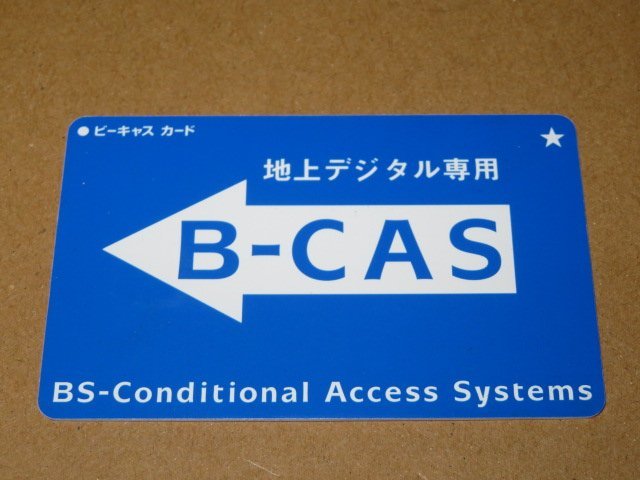 ● ビーキャス カード
★
地上デジタル専用
B-CAS
BS-Conditional Access Systems